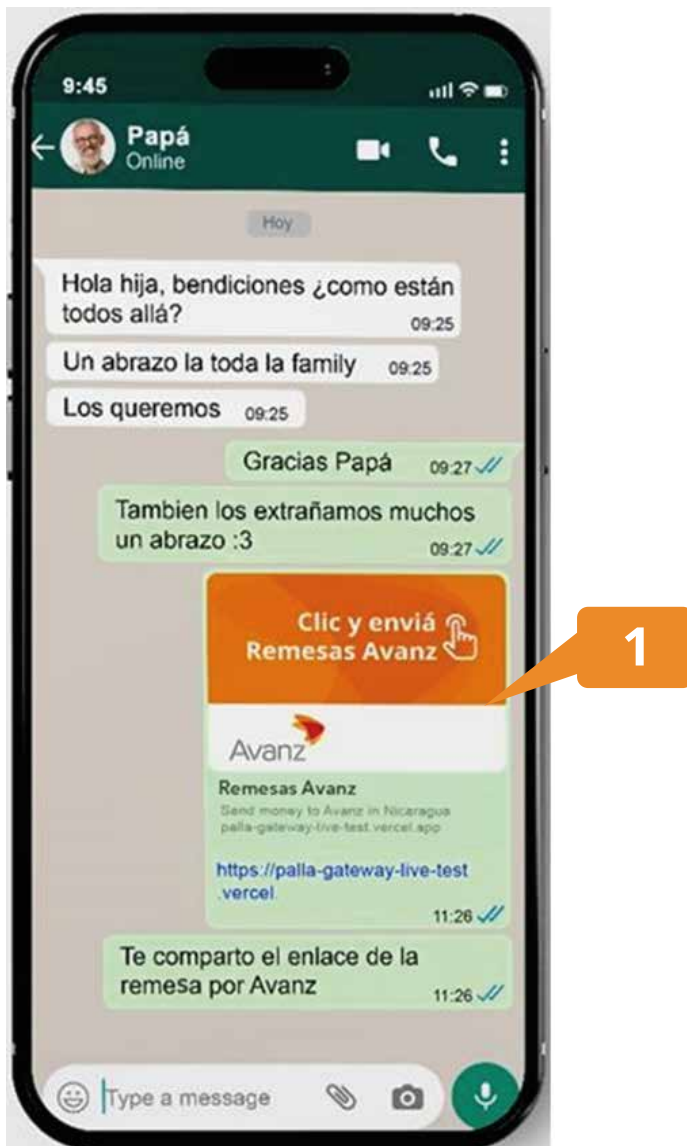 9:45
Papá
Online
Hoy
Hola hija, bendiciones ¿como están
todos allá?
09:25
Un abrazo la toda la family 09:25
Los queremos 09:25
Gracias Papá 09:27
Tambien los extrañamos muchos
un abrazo :3
09:27
Clic y enviá
Remesas Avanz
1
Avanz
Remesas Avanz
Send money to Avanz in Nicaragua
palla-gateway-live-test.vercel.app
https://palla-gateway-live-test
.vercel.
11:26
Te comparto el enlace de la
remesa por Avanz
11:26
Type a message